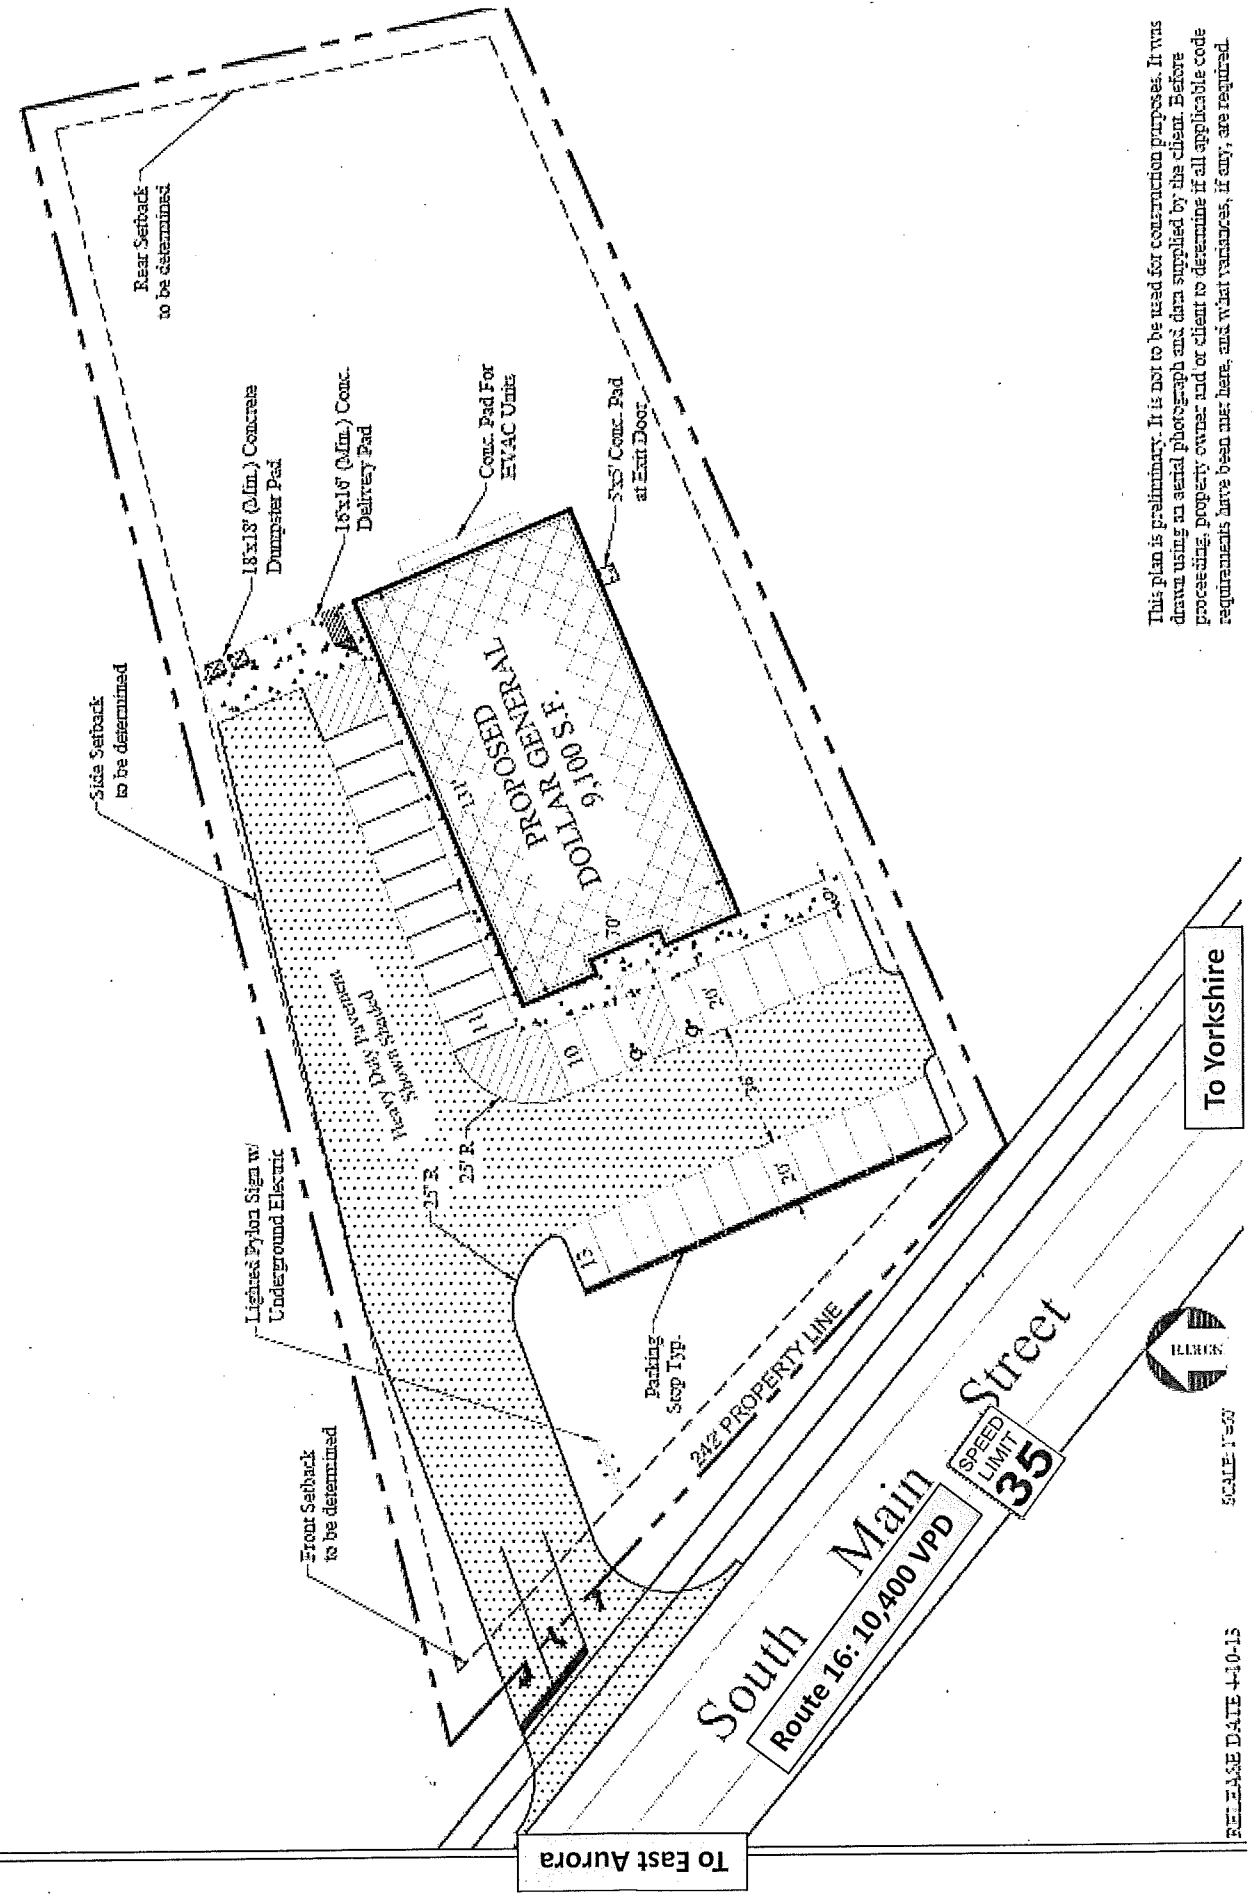 Rear Setback
to be determined
18'x18' (Min.) Concrete
Dumpster Pad
16'x16' (Min.) Conc.
Delivery Pad
Conc. Pad For
HVAC Units
5'x5' Conc. Pad
at Exit Door
Side Setback
to be determined
PROPOSED
DOLLAR GENERAL
9,100 S.F.
131'
70'
Heavy Duty Pavement
Shown Shaded
11
10
4
20'
25' R
25' R
Lighted Pylon Sign w/
Underground Electric
13
20'
Parking
Stop Typ.
Front Setback
to be determined
242' PROPERTY LINE
South Main Street
Route 16: 10,400 VPD
SPEED
LIMIT
35
To Yorkshire
To East Aurora
This plan is preliminary. It is not to be used for construction purposes. It was
drawn using an aerial photograph and data supplied by the client. Before
proceeding, property owner and/or client to determine if all applicable code
requirements have been met here, and what variances, if any, are required.
RELEASE DATE 4-10-13